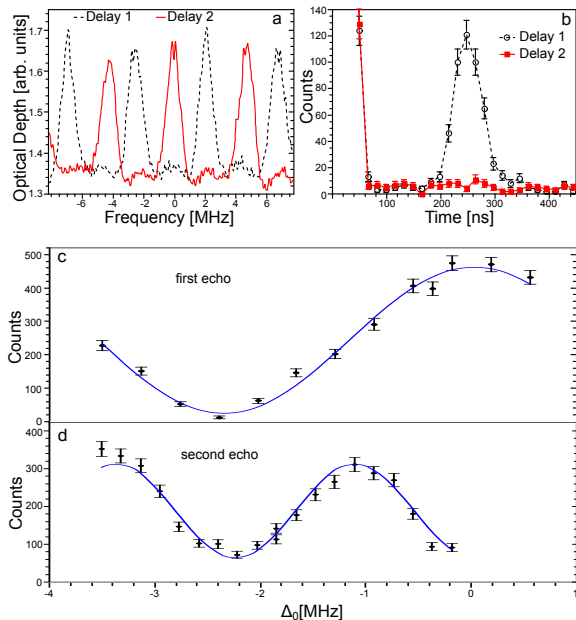 Delay 1 Delay 2 a
Optical Depth [arb. units]
1.7
1.6
1.5
1.4
1.3
-6 -4 -2 0 2 4 6
Frequency [MHz]
Delay 1 b
Delay 2
Counts
120
100
80
60
40
20
0
0 100 200 300 400
Time [ns]
c
first echo
Counts
500
400
300
200
100
0
d
second echo
Counts
400
300
200
100
0
-4 -3 -2 -1 0 1
Δ0[MHz]